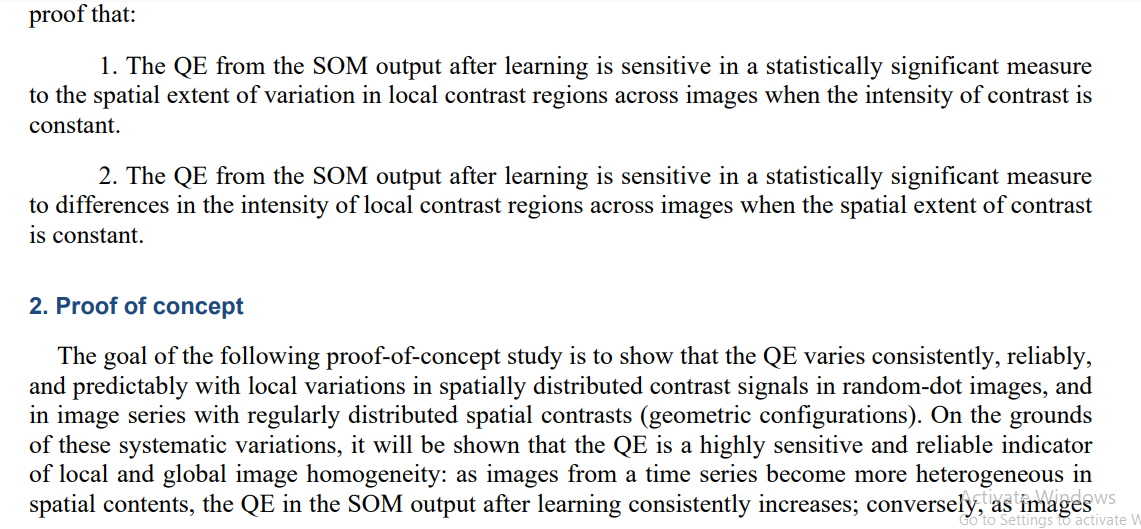 proof that:
1. The QE from the SOM output after learning is sensitive in a statistically significant measure
to the spatial extent of variation in local contrast regions across images when the intensity of contrast is
constant.
2. The QE from the SOM output after learning is sensitive in a statistically significant measure
to differences in the intensity of local contrast regions across images when the spatial extent of contrast
is constant.
2. Proof of concept
The goal of the following proof-of-concept study is to show that the QE varies consistently, reliably,
and predictably with local variations in spatially distributed contrast signals in random-dot images, and
in image series with regularly distributed spatial contrasts (geometric configurations). On the grounds
of these systematic variations, it will be shown that the QE is a highly sensitive and reliable indicator
of local and global image homogeneity: as images from a time series become more heterogeneous in
spatial contents, the QE in the SOM output after learning consistently increases; conversely, as images
Activate Windows
Go to Settings to activate W